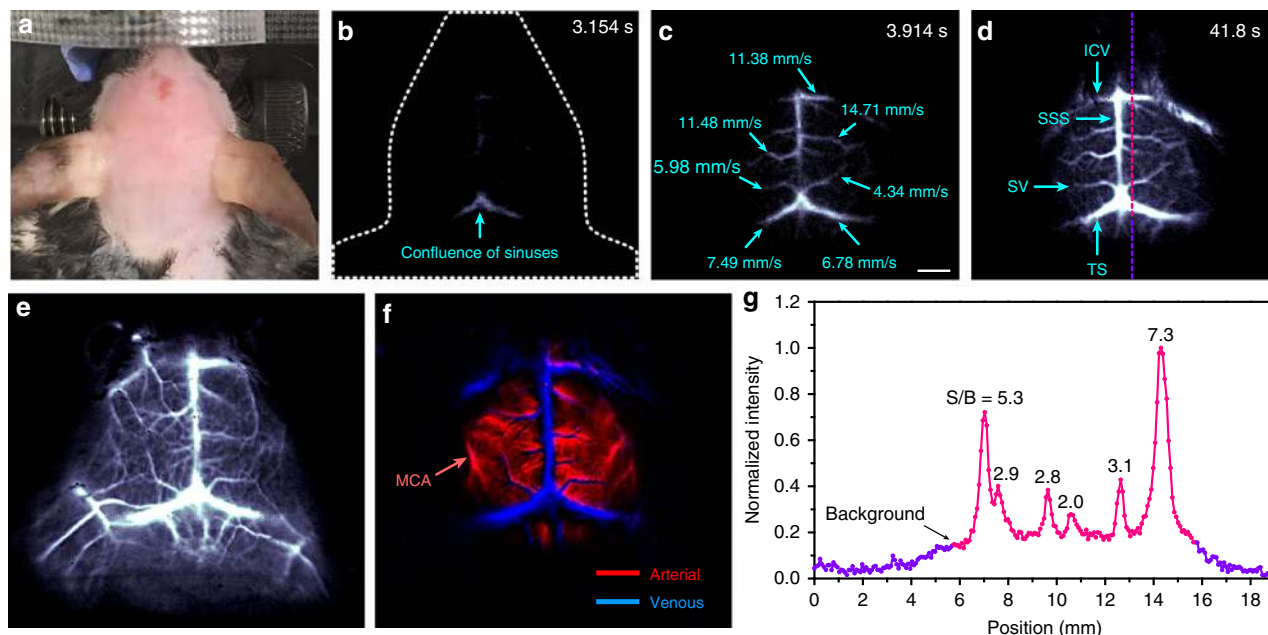 a
b
3.154 s
Confluence of sinuses
c
3.914 s
11.38 mm/s
14.71 mm/s
11.48 mm/s
5.98 mm/s
4.34 mm/s
7.49 mm/s
6.78 mm/s
d
41.8 s
ICV
SSS
SV
TS
e
f
MCA
Arterial
Venous
g
Normalized intensity
1.2
1.0
0.8
0.6
0.4
0.2
0.0
7.3
S/B = 5.3
2.9
2.8
2.0
3.1
Background
0 2 4 6 8 10 12 14 16 18
Position (mm)